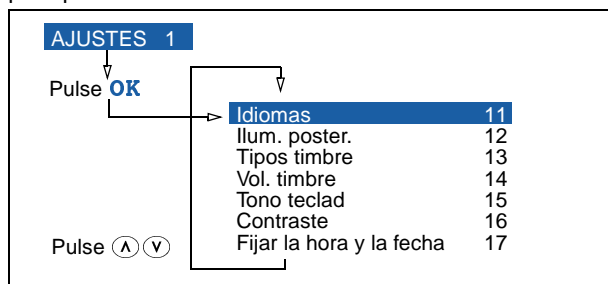 AJUSTES 1
Pulse OK
Idiomas 11
Ilum. poster. 12
Tipos timbre 13
Vol. timbre 14
Tono teclad 15
Contraste 16
Fijar la hora y la fecha 17
Pulse